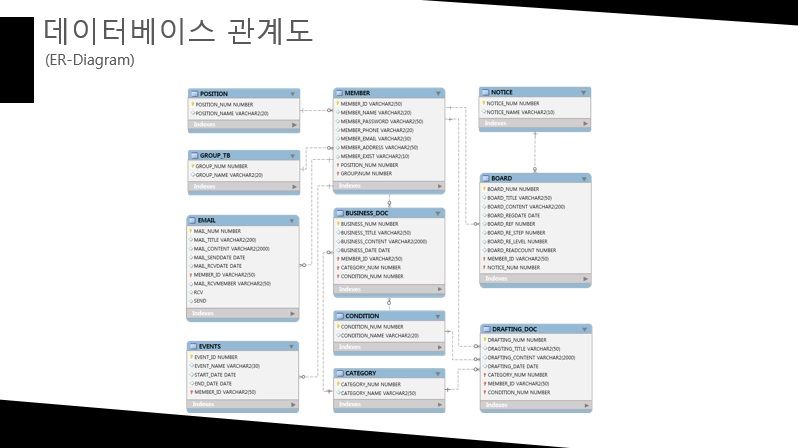 데이터베이스 관계도
(ER-Diagram)
POSITION
POSITION_NUM NUMBER
POSITION_NAME VARCHAR2(20)
Indexes
GROUP_TB
GROUP_NUM NUMBER
GROUP_NAME VARCHAR2(20)
Indexes
EMAIL
MAIL_NUM NUMBER
MAIL_TITLE VARCHAR2(200)
MAIL_CONTENT VARCHAR2(2000)
MAIL_SENDDATE DATE
MAIL_RCVDATE DATE
MEMBER_ID VARCHAR2(50)
MAIL_RCVMEMBER VARCHAR2(50)
RCV
SEND
Indexes
EVENTS
EVENT_ID NUMBER
EVENT_NAME VARCHAR2(30)
START_DATE DATE
END_DATE DATE
MEMBER_ID VARCHAR2(50)
Indexes
MEMBER
MEMBER_ID VARCHAR2(50)
MEMBER_NAME VARCHAR2(20)
MEMBER_PASSWORD VARCHAR2(50)
MEMBER_PHONE VARCHAR2(20)
MEMBER_EMAIL VARCHAR2(30)
MEMBER_ADDRESS VARCHAR2(50)
MEMBER_EXIST VARCHAR2(10)
POSITION_NUM NUMBER
GROUP_NUM NUMBER
Indexes
BUSINESS_DOC
BUSINESS_NUM NUMBER
BUSINESS_TITLE VARCHAR2(50)
BUSINESS_CONTENT VARCHAR2(2000)
BUSINESS_DATE DATE
MEMBER_ID VARCHAR2(50)
CATEGORY_NUM NUMBER
CONDITION_NUM NUMBER
Indexes
CONDITION
CONDITION_NUM NUMBER
CONDITION_NAME VARCHAR2(20)
Indexes
CATEGORY
CATEGORY_NUM NUMBER
CATEGORY_NAME VARCHAR2(50)
Indexes
NOTICE
NOTICE_NUM NUMBER
NOTICE_NAME VARCHAR2(10)
Indexes
BOARD
BOARD_NUM NUMBER
BOARD_TITLE VARCHAR2(50)
BOARD_CONTENT VARCHAR2(200)
BOARD_REGDATE DATE
BOARD_REF NUMBER
BOARD_RE_STEP NUMBER
BOARD_RE_LEVEL NUMBER
BOARD_READCOUNT NUMBER
MEMBER_ID VARCHAR2(50)
NOTICE_NUM NUMBER
Indexes
DRAFTING_DOC
DRAFTING_NUM NUMBER
DRAGTING_TITLE VARCHAR2(50)
DRAFTING_CONTENT VARCHAR2(2000)
DRAFTING_DATE DATE
CATEGORY_NUM NUMBER
MEMBER_ID VARCHAR2(50)
CONDITION_NUM NUMBER
Indexes